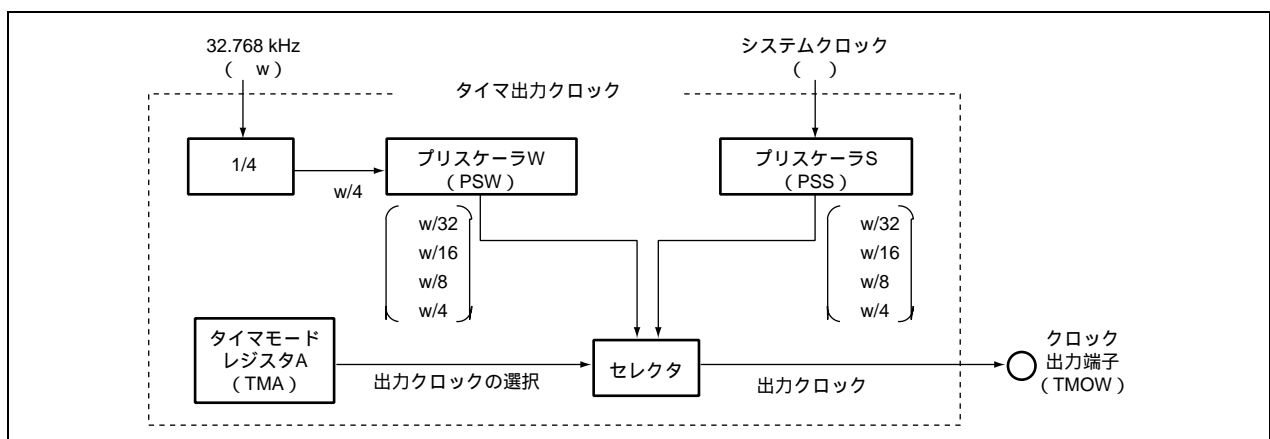 32.768 kHz
( w )
システムクロック
( )
タイマ出力クロック
1/4
w/4
プリスケーラW
( PSW )
プリスケーラS
( PSS )
w/32
w/16
w/8
w/4
w/32
w/16
w/8
w/4
タイマモード
レジスタA
( TMA )
出力クロックの選択
セレクタ
出力クロック
クロック
出力端子
( TMOW )